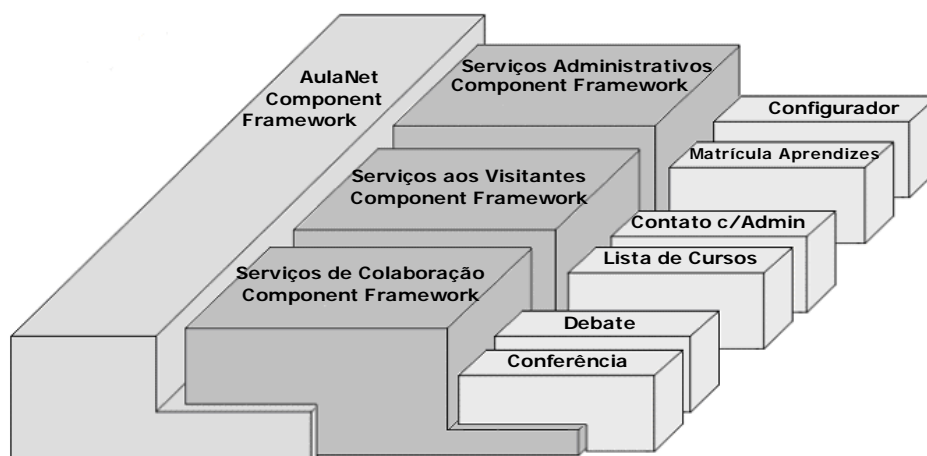 AulaNet
Component
Framework
Serviços Administrativos
Component Framework
Configurador
Matrícula Aprendizes
Serviços aos Visitantes
Component Framework
Contato c/Admin
Lista de Cursos
Serviços de Colaboração
Component Framework
Debate
Conferência